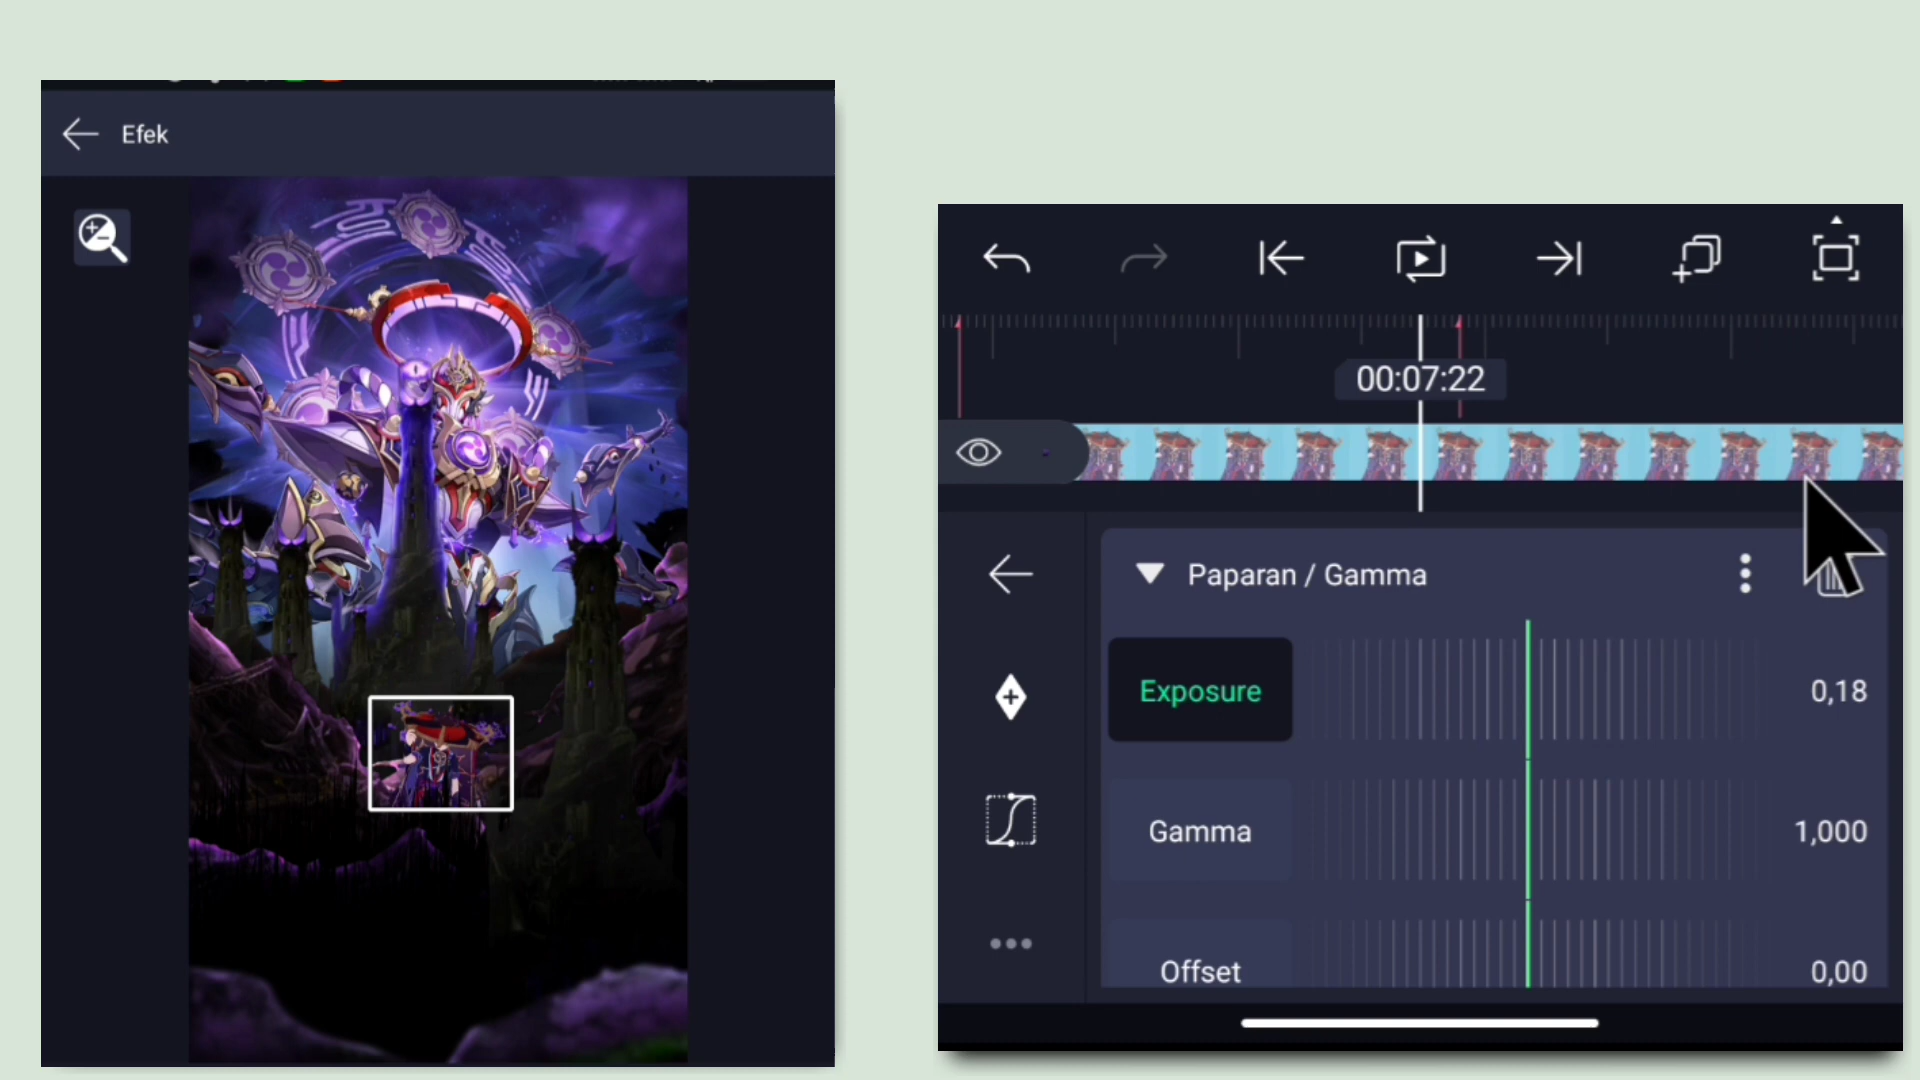 Efek
00:07:22
Paparan / Gamma
Exposure
0,18
Gamma
1,000
Offset
0,00